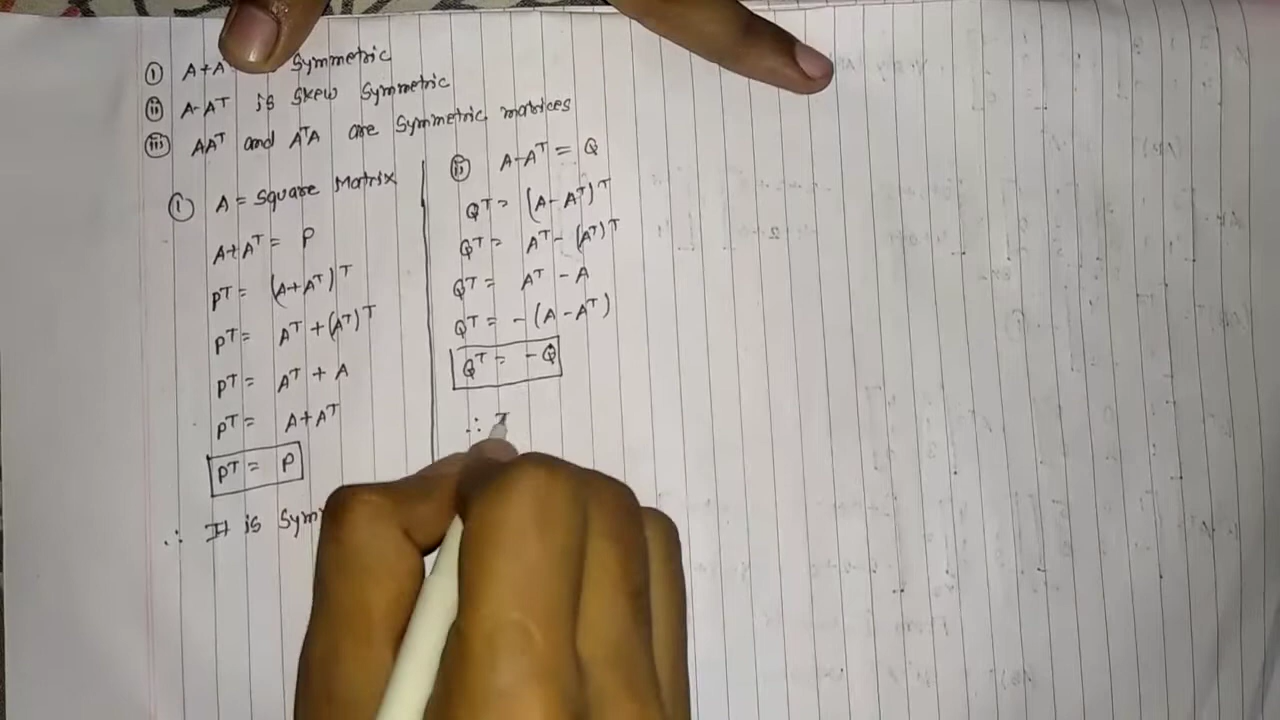 (i) A+A Symmetric
(ii) A-Aᵀ is Skew Symmetric
(iii) AAᵀ and AᵀA are Symmetric matrices
(i) A = Square Matrix
A+Aᵀ = P
Pᵀ = (A+Aᵀ)ᵀ
Pᵀ = Aᵀ+(Aᵀ)ᵀ
Pᵀ = Aᵀ + A
Pᵀ = A+Aᵀ
Pᵀ = P
∴ It is Sym
(ii) A-Aᵀ = Q
Qᵀ = (A-Aᵀ)ᵀ
Qᵀ = Aᵀ-(Aᵀ)ᵀ
Qᵀ = Aᵀ - A
Qᵀ = -(A-Aᵀ)
Qᵀ = -Q
∴ I